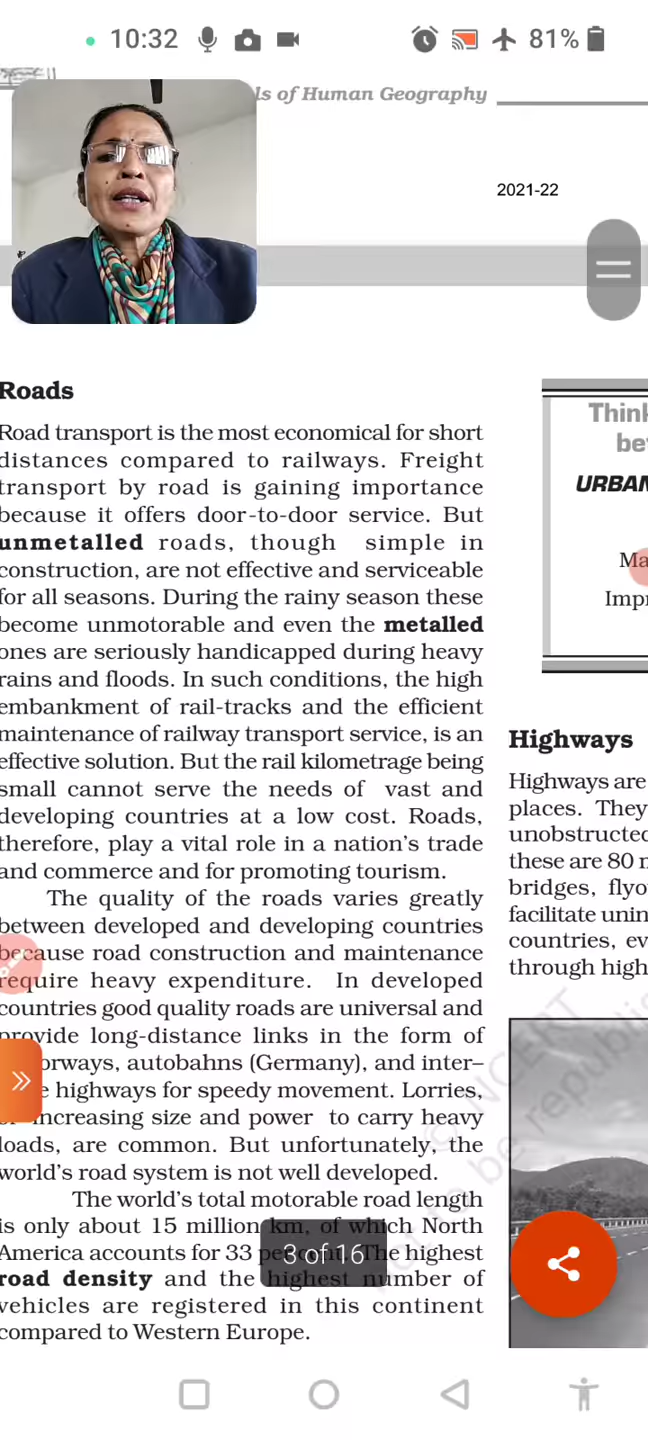 10:32
81%
ls of Human Geography
2021-22
Roads
Road transport is the most economical for short
distances compared to railways. Freight
transport by road is gaining importance
because it offers door-to-door service. But
unmetalled roads, though simple in
construction, are not effective and serviceable
for all seasons. During the rainy season these
become unmotorable and even the metalled
ones are seriously handicapped during heavy
rains and floods. In such conditions, the high
embankment of rail-tracks and the efficient
maintenance of railway transport service, is an
effective solution. But the rail kilometrage being
small cannot serve the needs of vast and
developing countries at a low cost. Roads,
therefore, play a vital role in a nation's trade
and commerce and for promoting tourism.
The quality of the roads varies greatly
between developed and developing countries
because road construction and maintenance
require heavy expenditure. In developed
countries good quality roads are universal and
provide long-distance links in the form of
orways, autobahns (Germany), and inter–
e highways for speedy movement. Lorries,
of increasing size and power to carry heavy
loads, are common. But unfortunately, the
world's road system is not well developed.
The world's total motorable road length
is only about 15 million km, of which North
America accounts for 33 per cent. The highest
road density and the highest number of
vehicles are registered in this continent
compared to Western Europe.
3 of 16
Think
be
URBAN
Ma
Impr
Highways
Highways are
places. They
unobstructed
these are 80 m
bridges, flyo
facilitate unin
countries, ev
through high
© NCERT
not to be republis